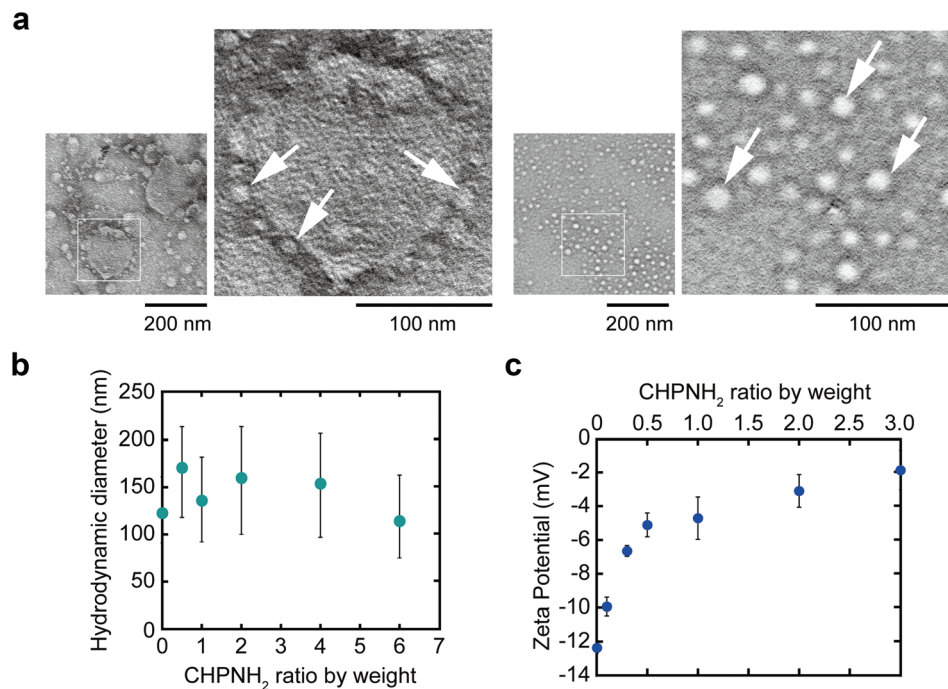 a
200 nm
100 nm
200 nm
100 nm
b
Hydrodynamic diameter (nm)
250
200
150
100
50
0
0 1 2 3 4 5 6 7
CHPNH₂ ratio by weight
c
CHPNH₂ ratio by weight
0 0.5 1.0 1.5 2.0 2.5 3.0
Zeta Potential (mV)
0
-2
-4
-6
-8
-10
-12
-14